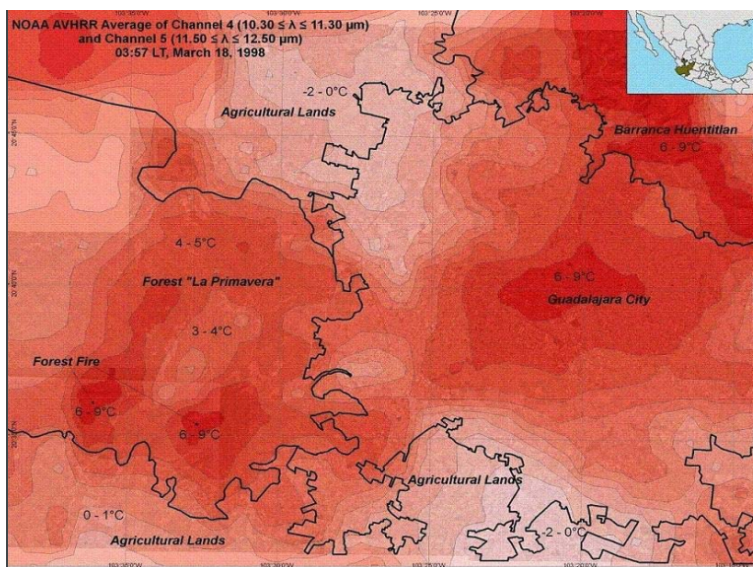 NOAA AVHRR Average of Channel 4 (10.30 ≤ λ ≤ 11.30 µm)
and Channel 5 (11.50 ≤ λ ≤ 12.50 µm)
03:57 LT, March 18, 1998
-2 - 0°C
Agricultural Lands
Barranca Huentitlan
6 - 9°C
4 - 5°C
Forest "La Primavera"
6 - 9°C
Guadalajara City
3 - 4°C
Forest Fire
6 - 9°C
6 - 9°C
Agricultural Lands
0 - 1°C
Agricultural Lands
-2 - 0°C